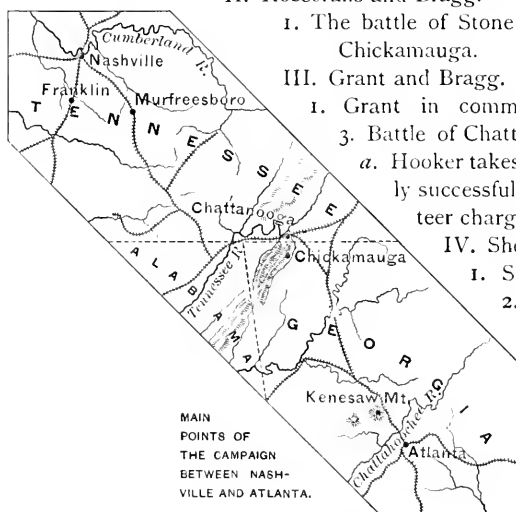 II. Rosecrans and Bragg.
1. The battle of Stone
Chickamauga.
III. Grant and Bragg.
1. Grant in comm
3. Battle of Chatt
a. Hooker takes
ly successful
teer charg
IV. She
1. S
2.
Cumberland R.
Nashville
Franklin
Murfreesboro
TENNESSEE
Chattanooga
Chickamauga
Tennessee R.
ALABAMA
GEORGIA
Kenesaw Mt.
Chattahooched R.
Atlanta
MAIN
POINTS OF
THE CAMPAIGN
BETWEEN NASH-
VILLE AND ATLANTA.